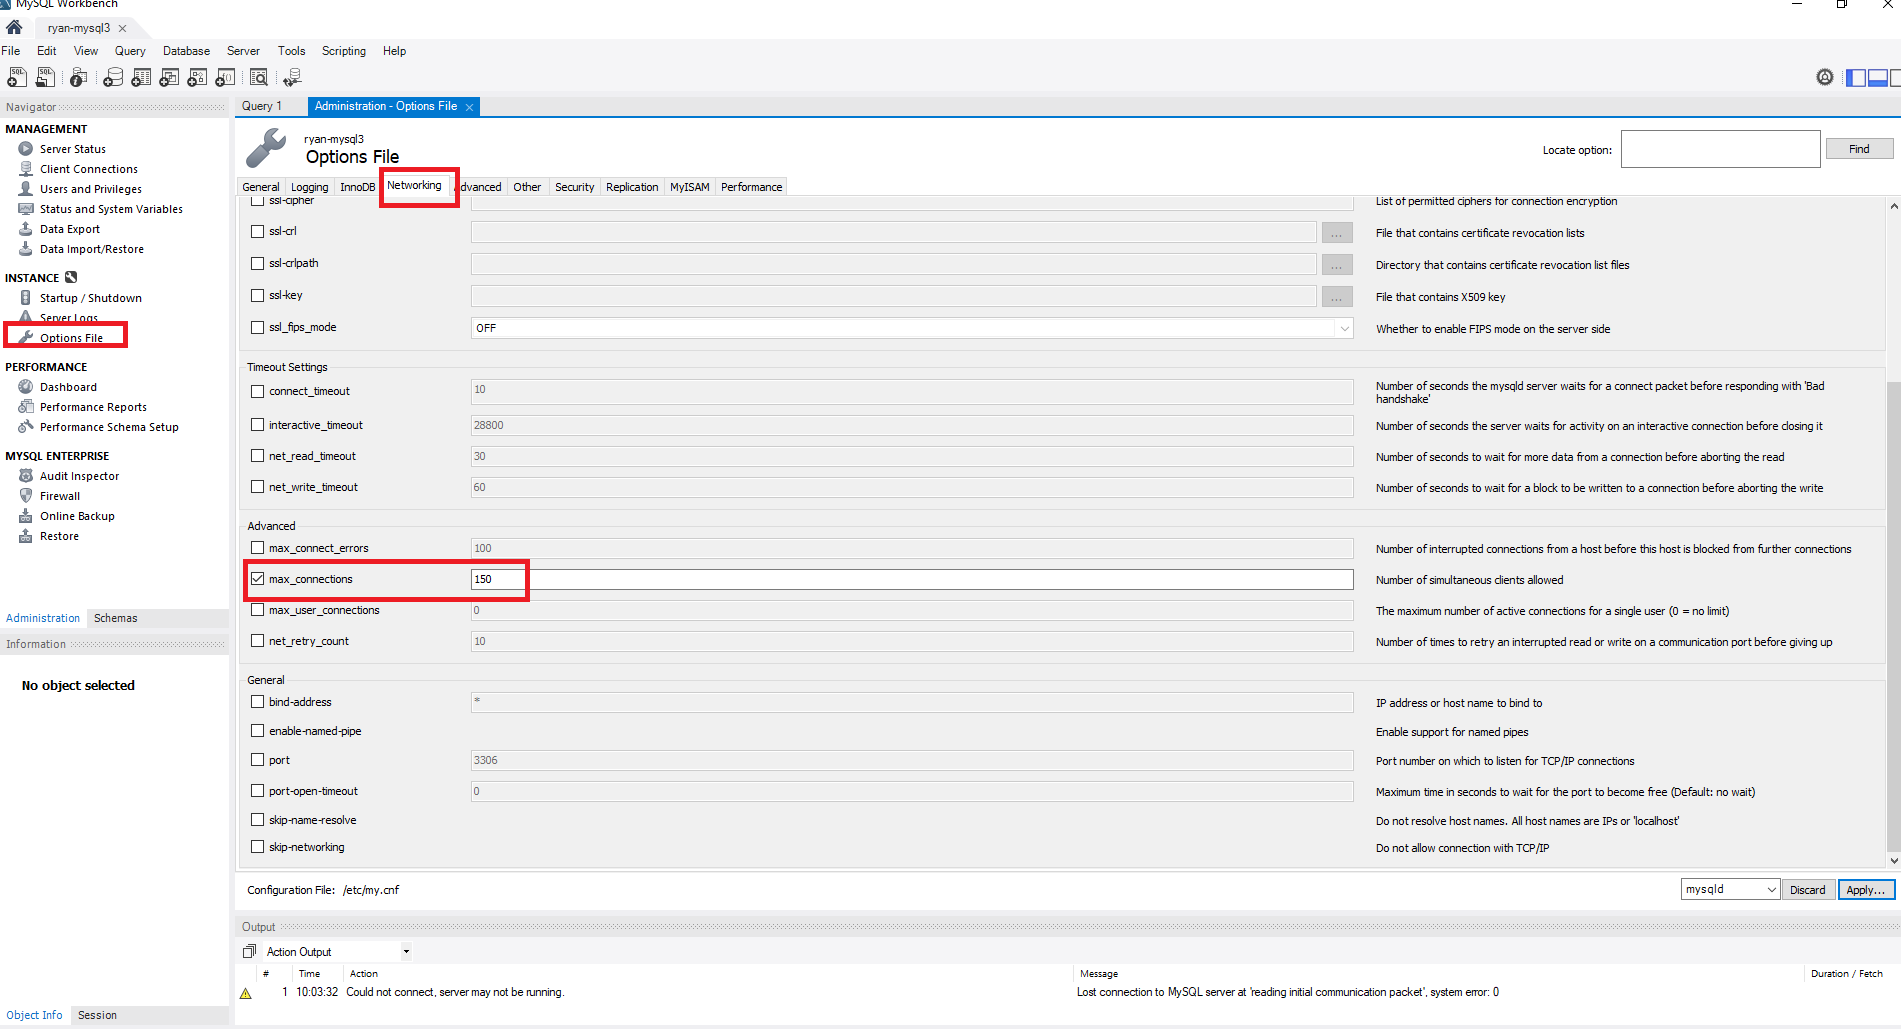 MySQL Workbench
ryan-mysql3
File Edit View Query Database Server Tools Scripting Help
Navigator
MANAGEMENT
Server Status
Client Connections
Users and Privileges
Status and System Variables
Data Export
Data Import/Restore
INSTANCE
Startup / Shutdown
Server Logs
Options File
PERFORMANCE
Dashboard
Performance Reports
Performance Schema Setup
MYSQL ENTERPRISE
Audit Inspector
Firewall
Online Backup
Restore
Administration Schemas
Information
No object selected
Object Info Session
Query 1 Administration - Options File
ryan-mysql3
Options File
Locate option: Find
General Logging InnoDB Networking dvanced Other Security Replication MyISAM Performance
ssl-cipher List of permitted ciphers for connection encryption
ssl-crl ... File that contains certificate revocation lists
ssl-crlpath ... Directory that contains certificate revocation list files
ssl-key ... File that contains X509 key
ssl_fips_mode OFF Whether to enable FIPS mode on the server side
Timeout Settings
connect_timeout 10 Number of seconds the mysqld server waits for a connect packet before responding with 'Bad
handshake'
interactive_timeout 28800 Number of seconds the server waits for activity on an interactive connection before closing it
net_read_timeout 30 Number of seconds to wait for more data from a connection before aborting the read
net_write_timeout 60 Number of seconds to wait for a block to be written to a connection before aborting the write
Advanced
max_connect_errors 100 Number of interrupted connections from a host before this host is blocked from further connections
max_connections 150 Number of simultaneous clients allowed
max_user_connections 0 The maximum number of active connections for a single user (0 = no limit)
net_retry_count 10 Number of times to retry an interrupted read or write on a communication port before giving up
General
bind-address * IP address or host name to bind to
enable-named-pipe Enable support for named pipes
port 3306 Port number on which to listen for TCP/IP connections
port-open-timeout 0 Maximum time in seconds to wait for the port to become free (Default: no wait)
skip-name-resolve Do not resolve host names. All host names are IPs or 'localhost'
skip-networking Do not allow connection with TCP/IP
Configuration File: /etc/my.cnf mysqld Discard Apply...
Output
Action Output
# Time Action Message Duration / Fetch
1 10:03:32 Could not connect, server may not be running. Lost connection to MySQL server at 'reading initial communication packet', system error: 0